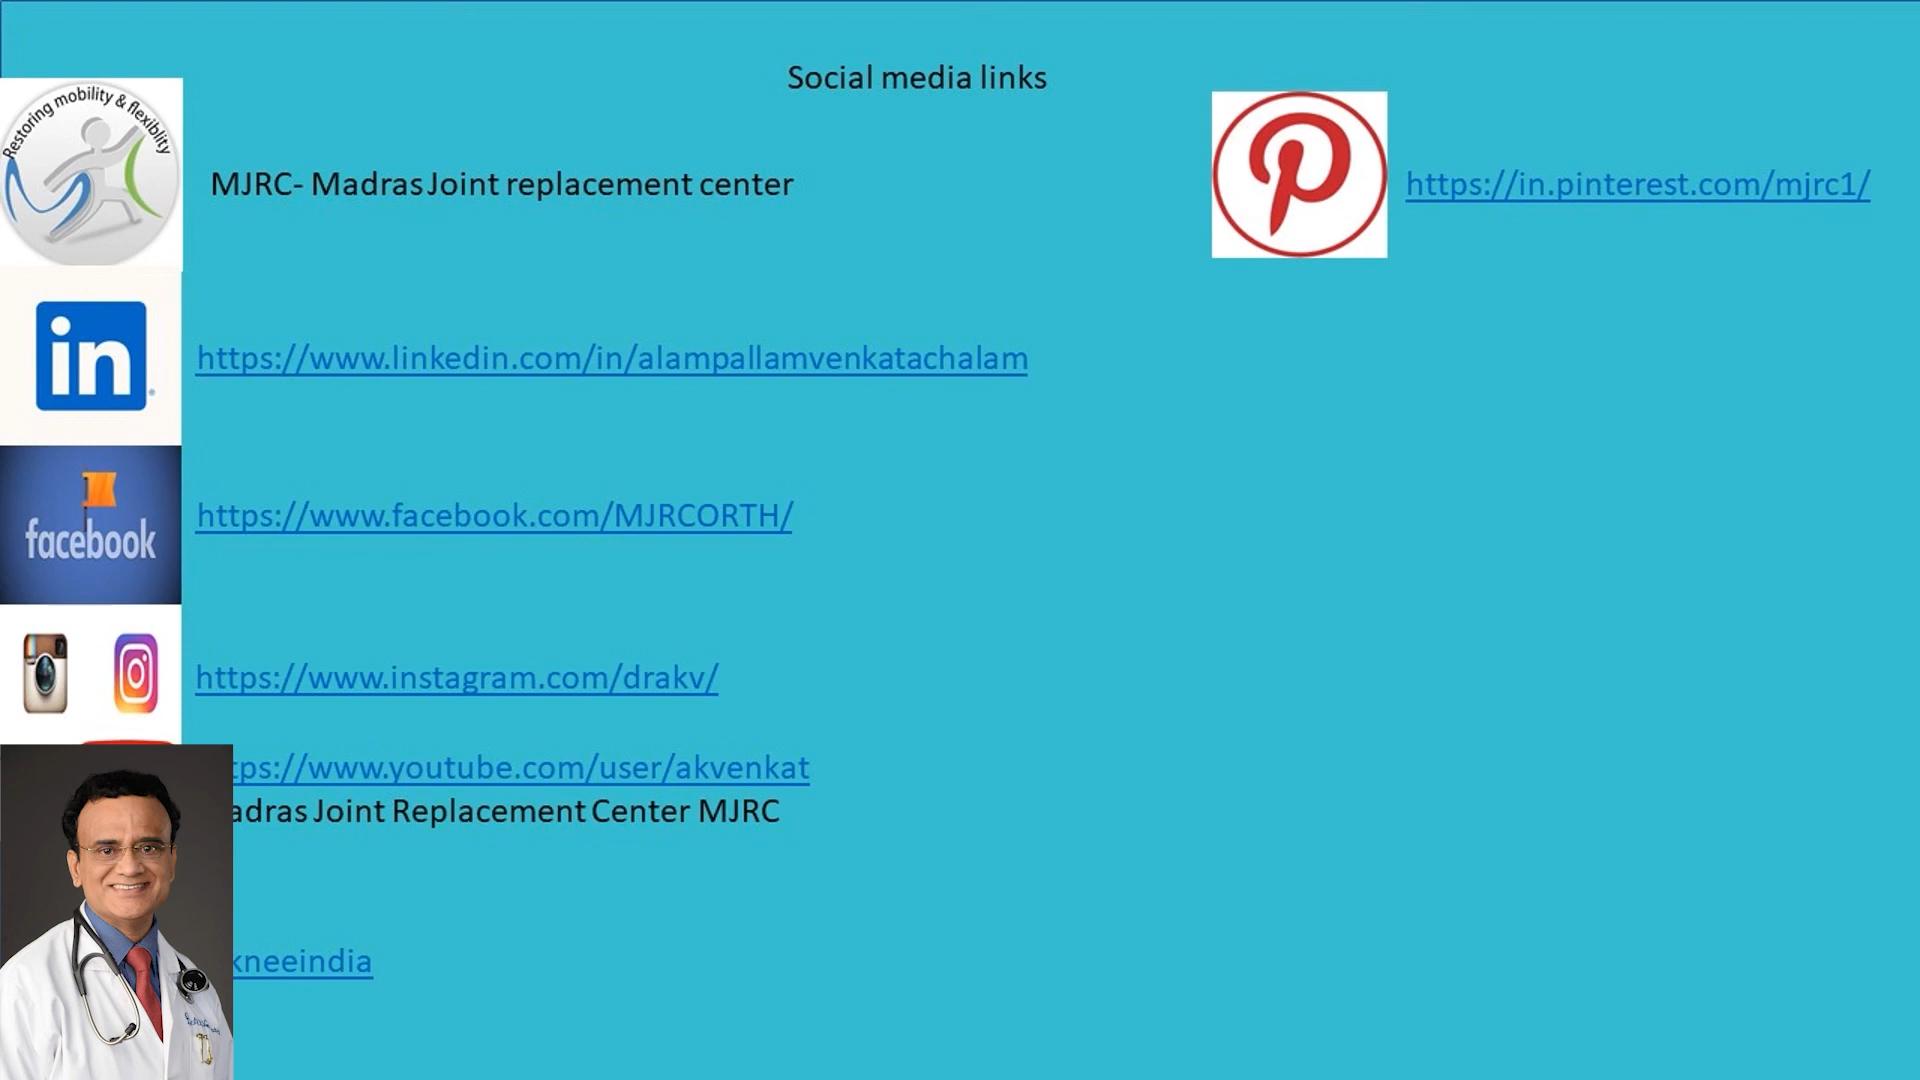 Social media links
Restoring mobility & flexiblity
MJRC- Madras Joint replacement center
https://in.pinterest.com/mjrc1/
in
https://www.linkedin.com/in/alampallamvenkatachalam
https://www.facebook.com/MJRCORTH/
facebook
https://www.instagram.com/drakv/
tps://www.youtube.com/user/akvenkat
adras Joint Replacement Center MJRC
kneeindia